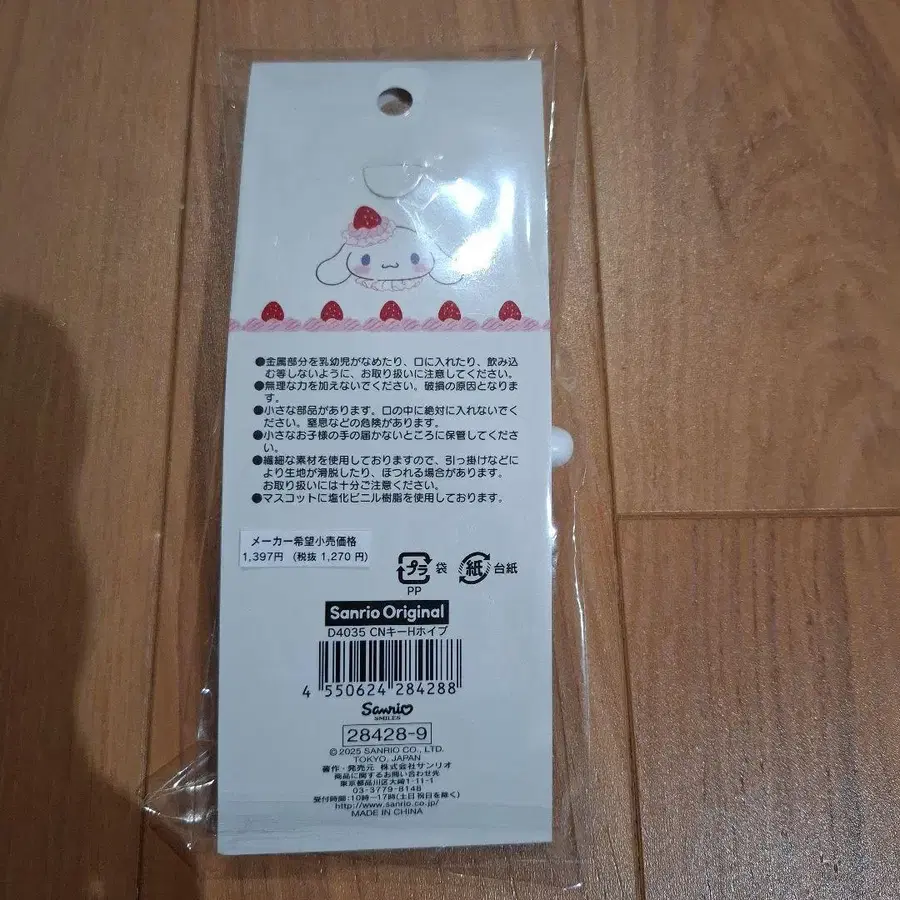 ●金属部分を乳幼児がなめたり、口に入れたり、飲み込
む等しないように、お取り扱いに注意してください。
●無理な力を加えないでください。破損の原因となりま
す。
●小さな部品があります。口の中に絶対に入れないでく
ださい。窒息などの危険があります。
●小さなお子様の手の届かないところに保管してくださ
い。
●繊細な素材を使用しておりますので、引っ掛けなどに
より生地が滑脱したり、ほつれる場合があります。
お取り扱いには十分ご注意ください。
●マスコットに塩化ビニル樹脂を使用しております。
メーカー希望小売価格
1,397円 (税抜 1,270 円)
プラ 袋 紙 台紙
PP
Sanrio Original
D4035 CNキーHホイプ
4 550624 284288
Sanrio
SMILES
28428-9
© 2025 SANRIO CO., LTD.
TOKYO, JAPAN
著作・発売元 株式会社サンリオ
商品に関するお問い合わせ先
東京都品川区大崎1-11-1
03-3779-8148
受付時間:10時-17時(土日祝日を除く)
http://www.sanrio.co.jp/
MADE IN CHINA